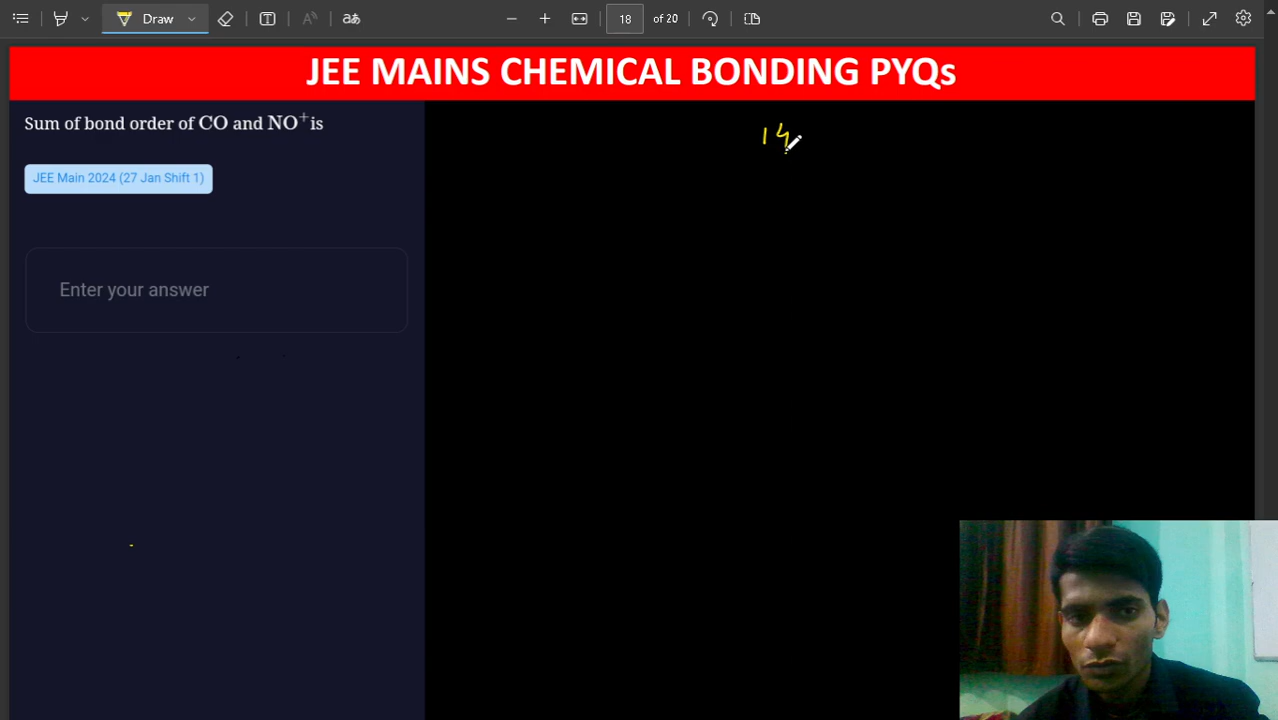 Draw
18 of 20
JEE MAINS CHEMICAL BONDING PYQs
Sum of bond order of CO and NO⁺ is
14
JEE Main 2024 (27 Jan Shift 1)
Enter your answer